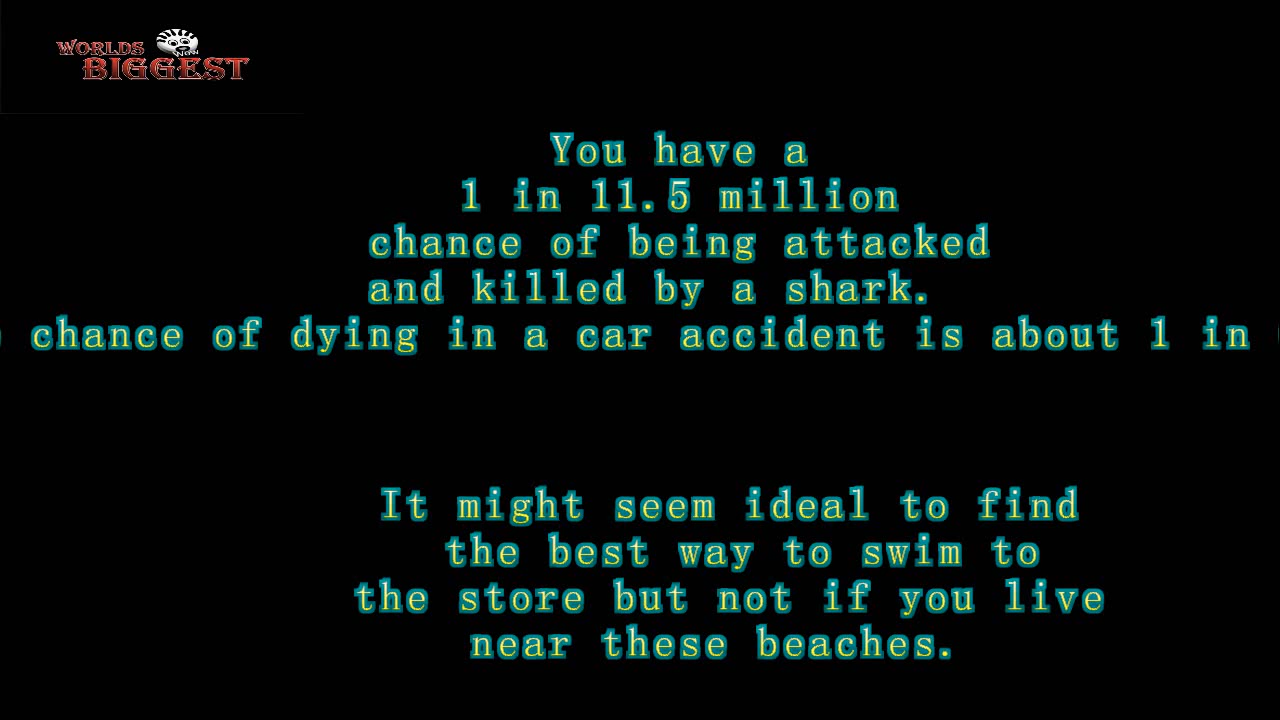 WORLDS
BIGGEST
You have a
1 in 11.5 million
chance of being attacked
and killed by a shark.
chance of dying in a car accident is about 1 in
It might seem ideal to find
the best way to swim to
the store but not if you live
near these beaches.